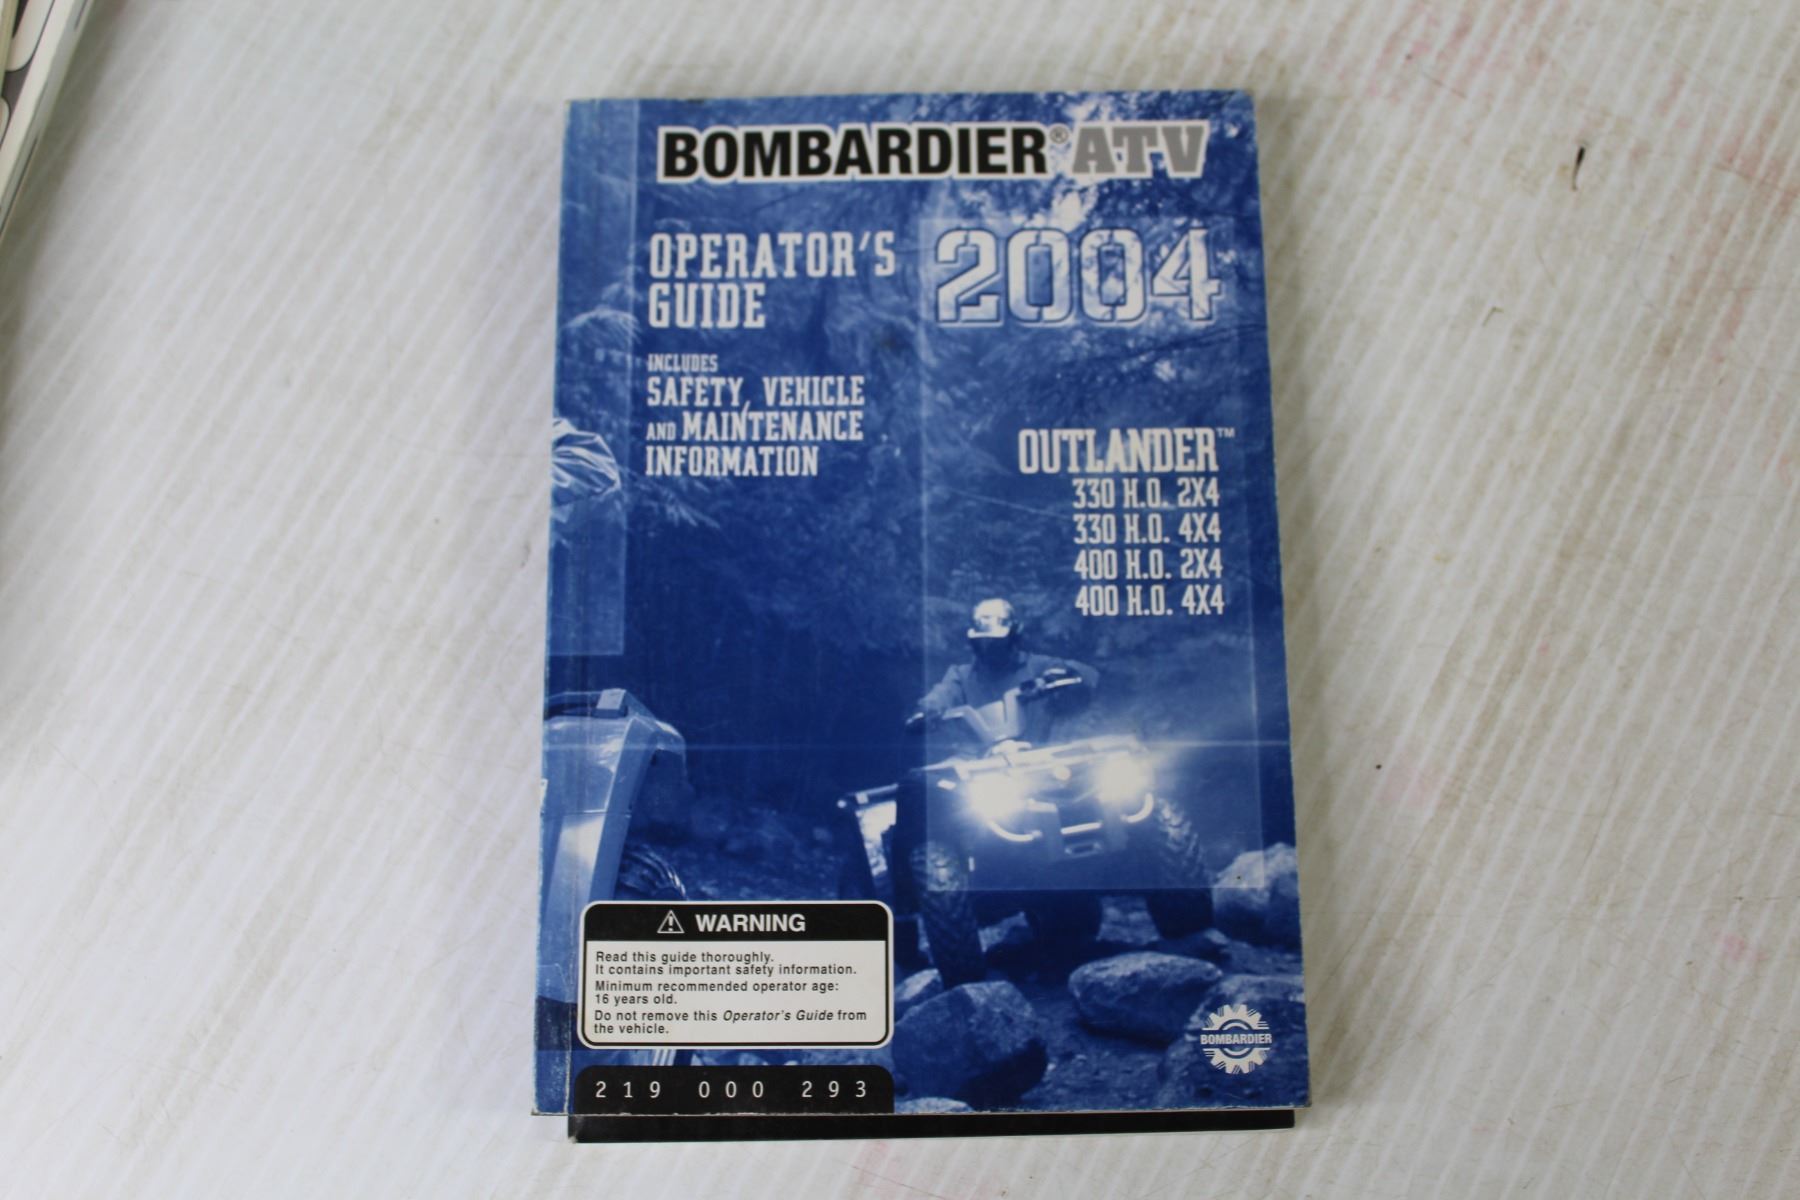 BOMBARDIER® ATV
OPERATOR'S
GUIDE
2004
INCLUDES
SAFETY, VEHICLE
AND MAINTENANCE
INFORMATION
OUTLANDER™
330 H.O. 2X4
330 H.O. 4X4
400 H.O. 2X4
400 H.O. 4X4
⚠ WARNING
Read this guide thoroughly.
It contains important safety information.
Minimum recommended operator age:
16 years old.
Do not remove this Operator's Guide from
the vehicle.
BOMBARDIER
219 000 293